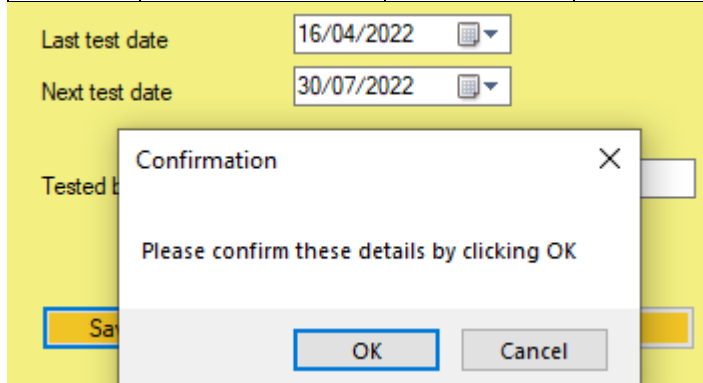 Last test date 16/04/2022
Next test date 30/07/2022
Confirmation
Tested
Please confirm these details by clicking OK
OK Cancel